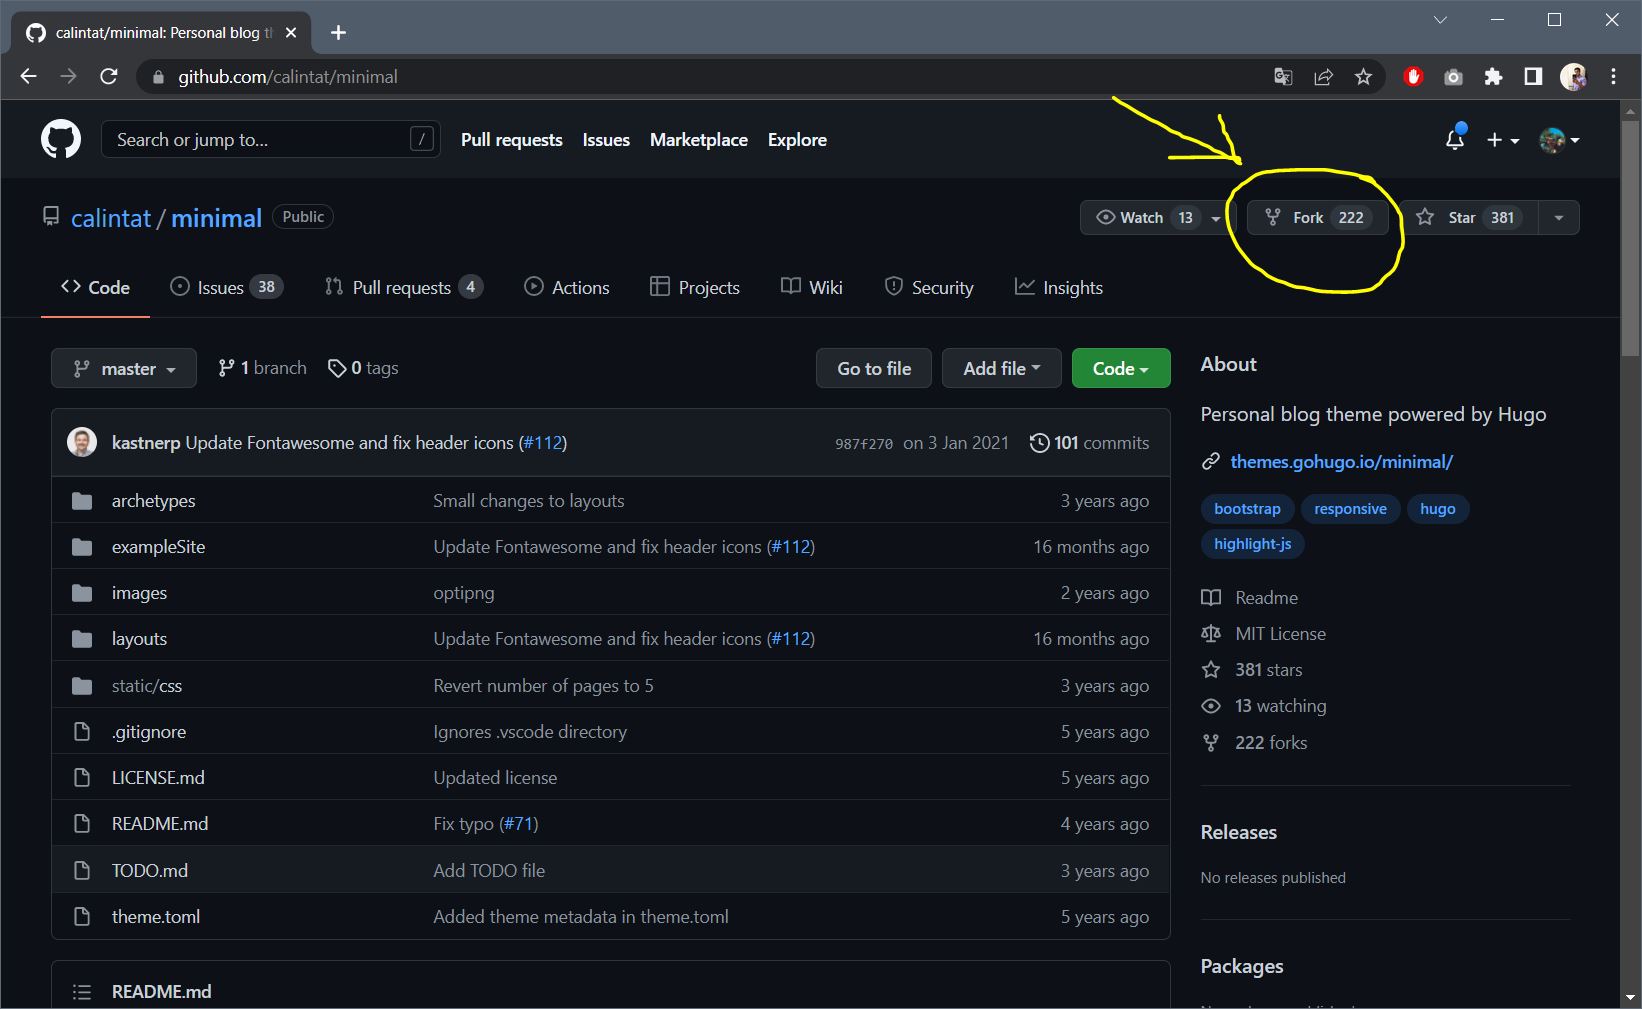 calintat/minimal: Personal blog th
github.com/calintat/minimal
Search or jump to... /
Pull requests Issues Marketplace Explore
calintat / minimal Public
Watch 13 Fork 222 Star 381
Code Issues 38 Pull requests 4 Actions Projects Wiki Security Insights
master 1 branch 0 tags Go to file Add file Code
kastnerp Update Fontawesome and fix header icons (#112) 987f270 on 3 Jan 2021 101 commits
archetypes Small changes to layouts 3 years ago
exampleSite Update Fontawesome and fix header icons (#112) 16 months ago
images optipng 2 years ago
layouts Update Fontawesome and fix header icons (#112) 16 months ago
static/css Revert number of pages to 5 3 years ago
.gitignore Ignores .vscode directory 5 years ago
LICENSE.md Updated license 5 years ago
README.md Fix typo (#71) 4 years ago
TODO.md Add TODO file 3 years ago
theme.toml Added theme metadata in theme.toml 5 years ago
README.md
About
Personal blog theme powered by Hugo
themes.gohugo.io/minimal/
bootstrap responsive hugo
highlight-js
Readme
MIT License
381 stars
13 watching
222 forks
Releases
No releases published
Packages